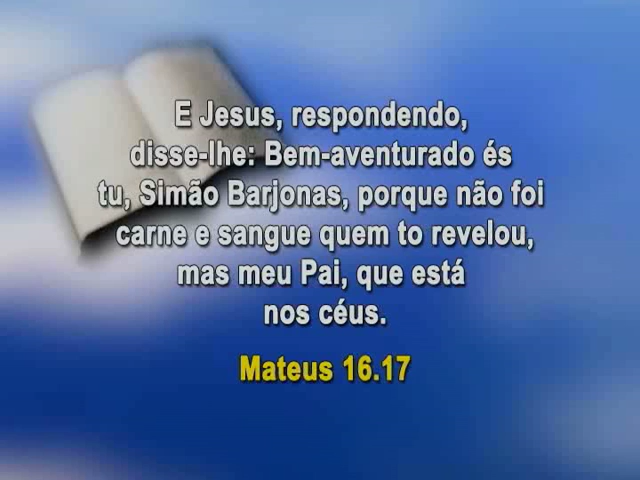 E Jesus, respondendo,
disse-lhe: Bem-aventurado és
tu, Simão Barjonas, porque não foi
carne e sangue quem to revelou,
mas meu Pai, que está
nos céus.
Mateus 16.17